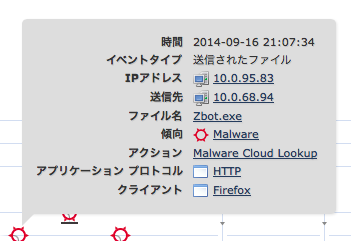 時間 2014-09-16 21:07:34
イベントタイプ 送信されたファイル
IPアドレス 10.0.95.83
送信先 10.0.68.94
ファイル名 Zbot.exe
傾向 Malware
アクション Malware Cloud Lookup
アプリケーション プロトコル HTTP
クライアント Firefox